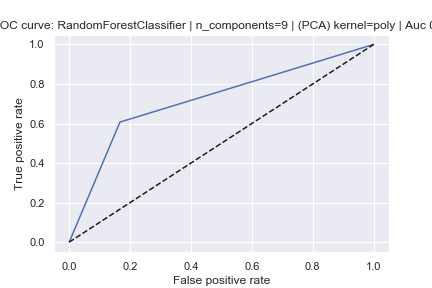 OC curve: RandomForestClassifier | n_components=9 | (PCA) kernel=poly | Auc 0
1.0
0.8
0.6
0.4
0.2
0.0
True positive rate
0.0 0.2 0.4 0.6 0.8 1.0
False positive rate